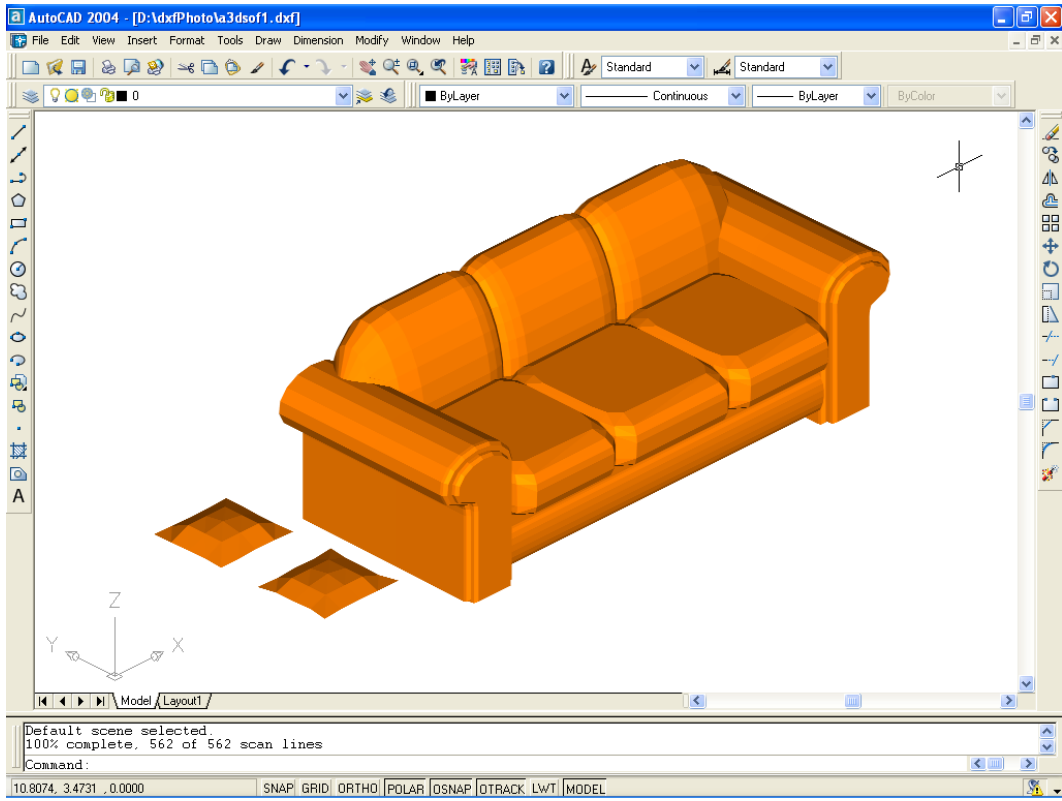 a AutoCAD 2004 - [D:\dxfPhoto\a3dsof1.dxf]
File Edit View Insert Format Tools Draw Dimension Modify Window Help
Standard Standard
0 ByLayer Continuous ByLayer ByColor
A
Z
Y X
Model Layout1
Default scene selected.
100% complete, 562 of 562 scan lines
Command:
10.8074, 3.4731 , 0.0000 SNAP GRID ORTHO POLAR OSNAP OTRACK LWT MODEL